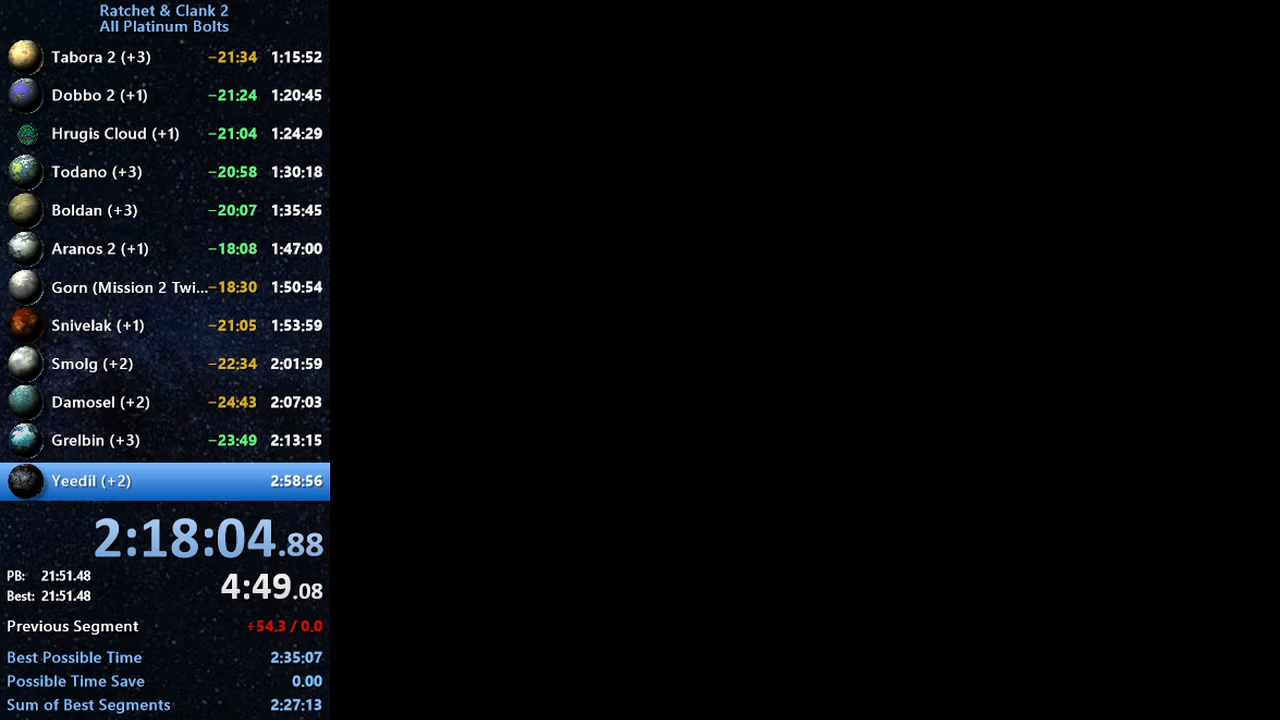 Ratchet & Clank 2
All Platinum Bolts
Tabora 2 (+3) −21:34 1:15:52
Dobbo 2 (+1) −21:24 1:20:45
Hrugis Cloud (+1) −21:04 1:24:29
Todano (+3) −20:58 1:30:18
Boldan (+3) −20:07 1:35:45
Aranos 2 (+1) −18:08 1:47:00
Gorn (Mission 2 Twi... −18:30 1:50:54
Snivelak (+1) −21:05 1:53:59
Smolg (+2) −22:34 2:01:59
Damosel (+2) −24:43 2:07:03
Grelbin (+3) −23:49 2:13:15
Yeedil (+2) 2:58:56
2:18:04.88
PB: 21:51.48 4:49.08
Best: 21:51.48
Previous Segment +54.3 / 0.0
Best Possible Time 2:35:07
Possible Time Save 0.00
Sum of Best Segments 2:27:13